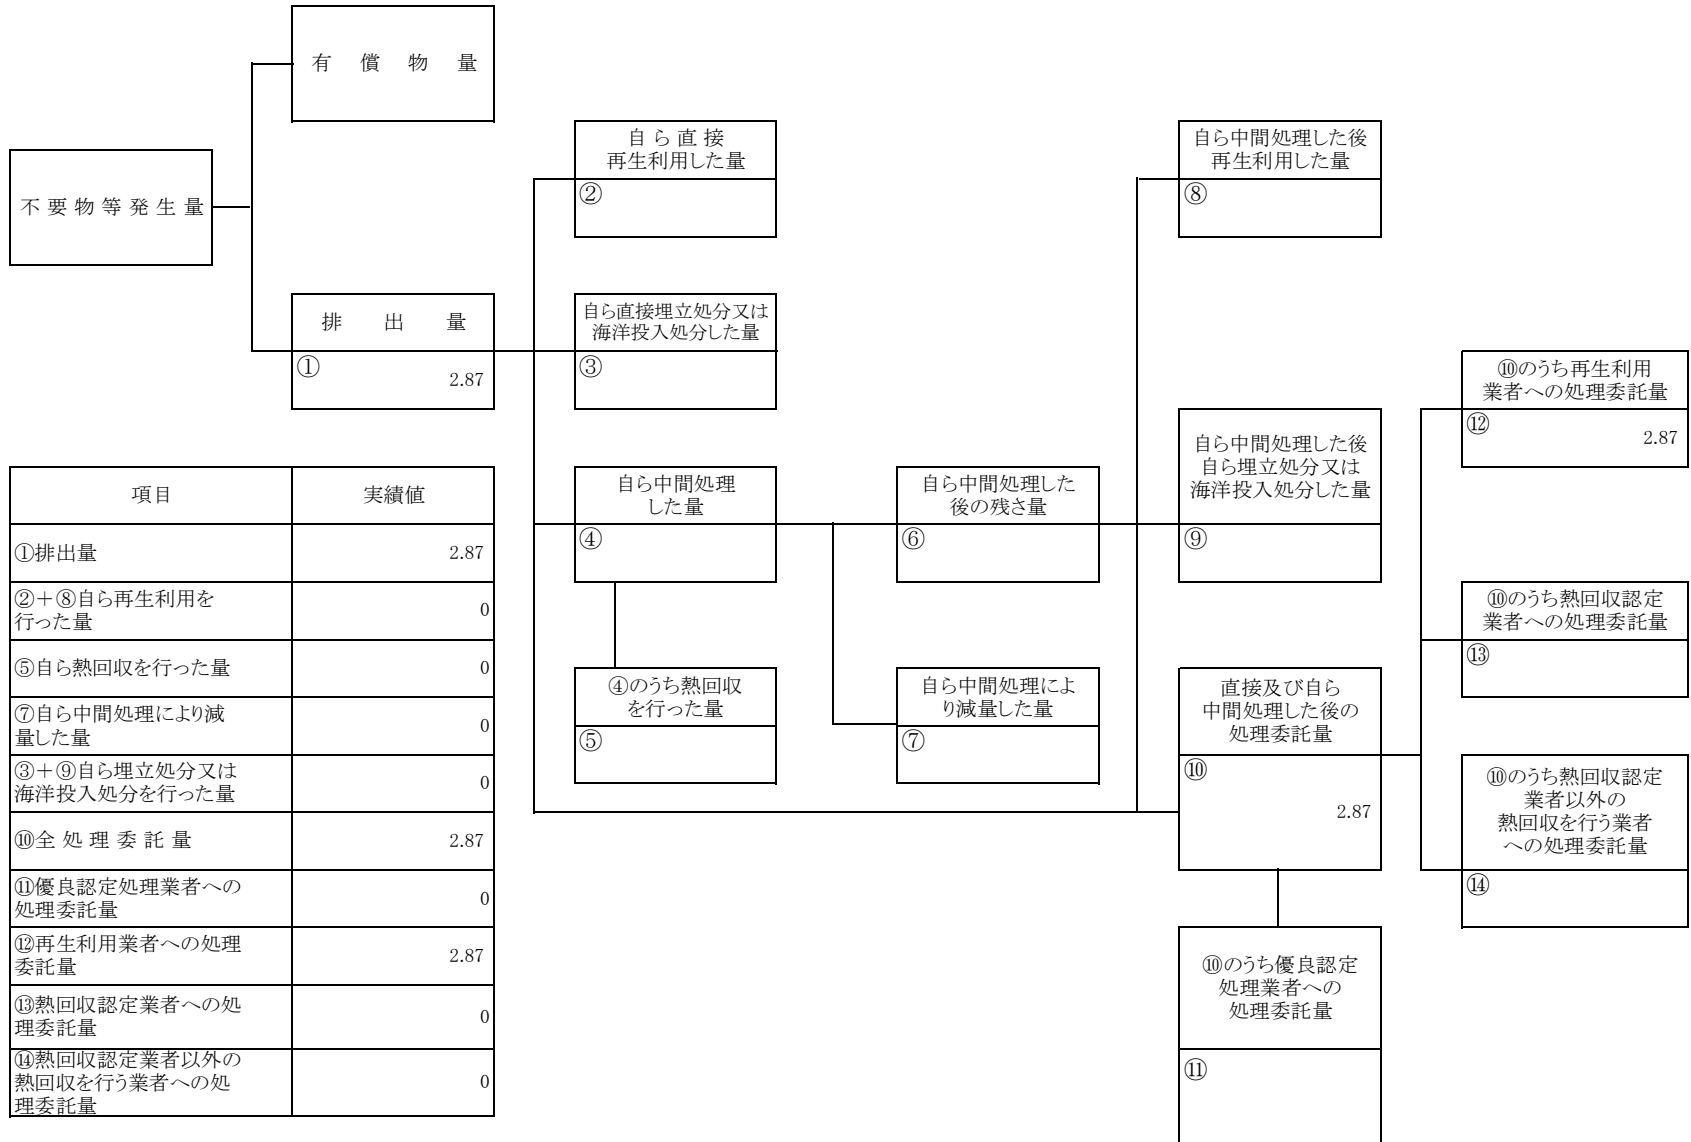 有償物量
不要物等発生量
排出量
①
2.87
自ら直接
再生利用した量
②
自ら直接埋立処分又は
海洋投入処分した量
③
自ら中間処理
した量
④
④のうち熱回収
を行った量
⑤
自ら中間処理した
後の残さ量
⑥
自ら中間処理によ
り減量した量
⑦
自ら中間処理した後
再生利用した量
⑧
自ら中間処理した後
自ら埋立処分又は
海洋投入処分した量
⑨
直接及び自ら
中間処理した後の
処理委託量
⑩
2.87
⑩のうち優良認定
処理業者への
処理委託量
⑪
⑩のうち再生利用
業者への処理委託量
⑫
2.87
⑩のうち熱回収認定
業者への処理委託量
⑬
⑩のうち熱回収認定
業者以外の
熱回収を行う業者
への処理委託量
⑭
項目 実績値
①排出量 2.87
②+⑧自ら再生利用を
行った量 0
⑤自ら熱回収を行った量 0
⑦自ら中間処理により減
量した量 0
③+⑨自ら埋立処分又は
海洋投入処分を行った量 0
⑩全処理委託量 2.87
⑪優良認定処理業者への
処理委託量 0
⑫再生利用業者への処理
委託量 2.87
⑬熱回収認定業者への処
理委託量 0
⑭熱回収認定業者以外の
熱回収を行う業者への処
理委託量 0